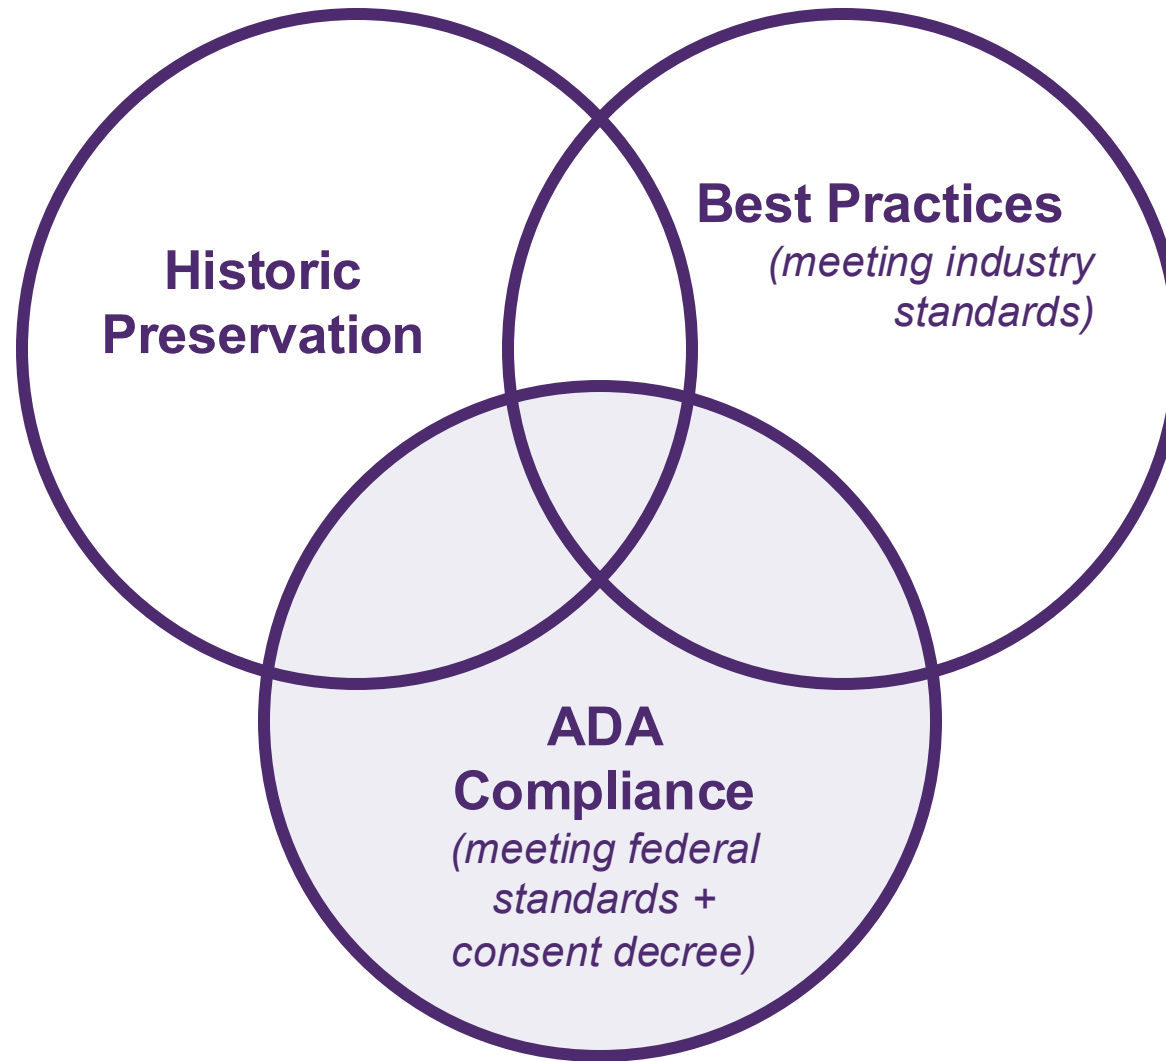 Historic
Preservation
Best Practices
(meeting industry
standards)
ADA
Compliance
(meeting federal
standards +
consent decree)